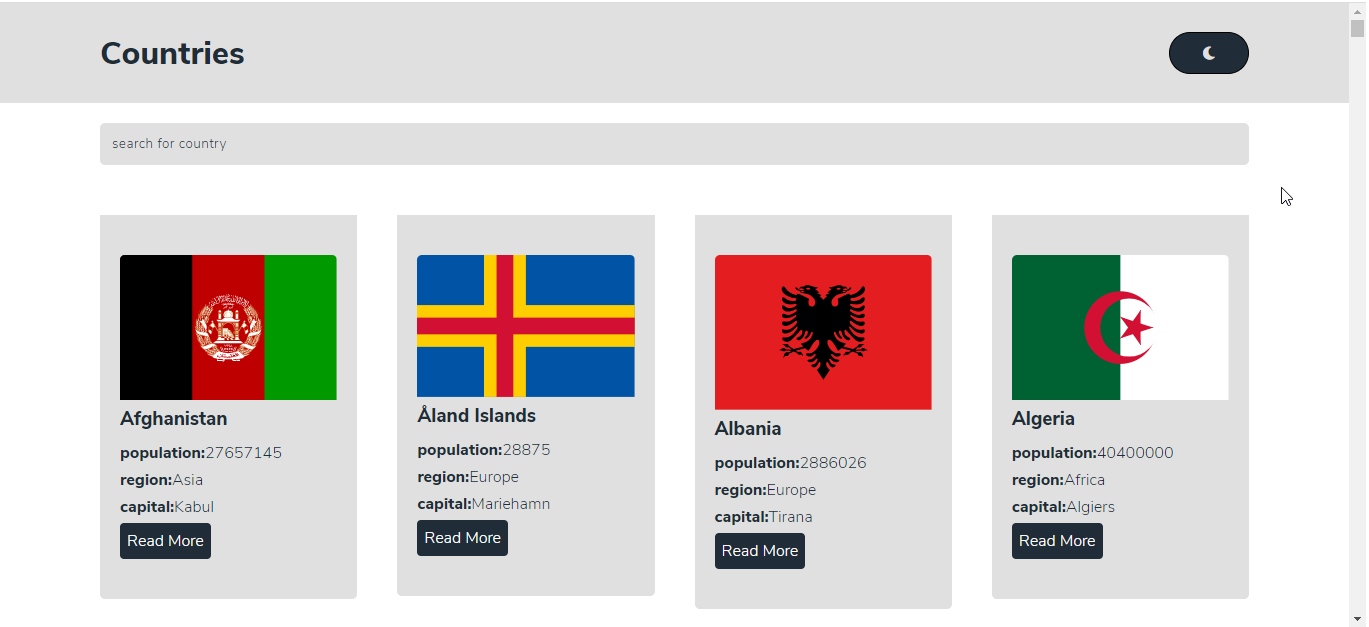 Countries
search for country
Afghanistan
population:27657145
region:Asia
capital:Kabul
Read More
Åland Islands
population:28875
region:Europe
capital:Mariehamn
Read More
Albania
population:2886026
region:Europe
capital:Tirana
Read More
Algeria
population:40400000
region:Africa
capital:Algiers
Read More